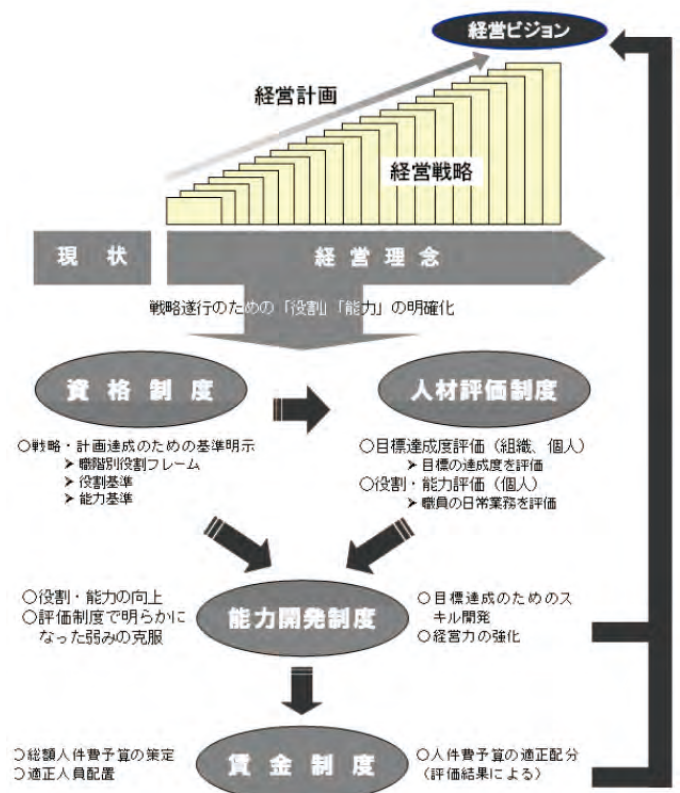 経営ビジョン
経営計画
経営戦略
現状
経営理念
戦略遂行のための「役割」「能力」の明確化
資格制度
人材評価制度
○戦略・計画達成のための基準明示
➤ 職階別役割フレーム
➤ 役割基準
➤ 能力基準
○目標達成度評価(組織、個人)
➤ 目標の達成度を評価
○役割・能力評価(個人)
➤ 職員の日常業務を評価
○役割・能力の向上
○評価制度で明らかに
なった弱みの克服
能力開発制度
○目標達成のためのス
キル開発
○経営力の強化
○総額人件費予算の策定
○適正人員配置
賃金制度
○人件費予算の適正配分
(評価結果による)